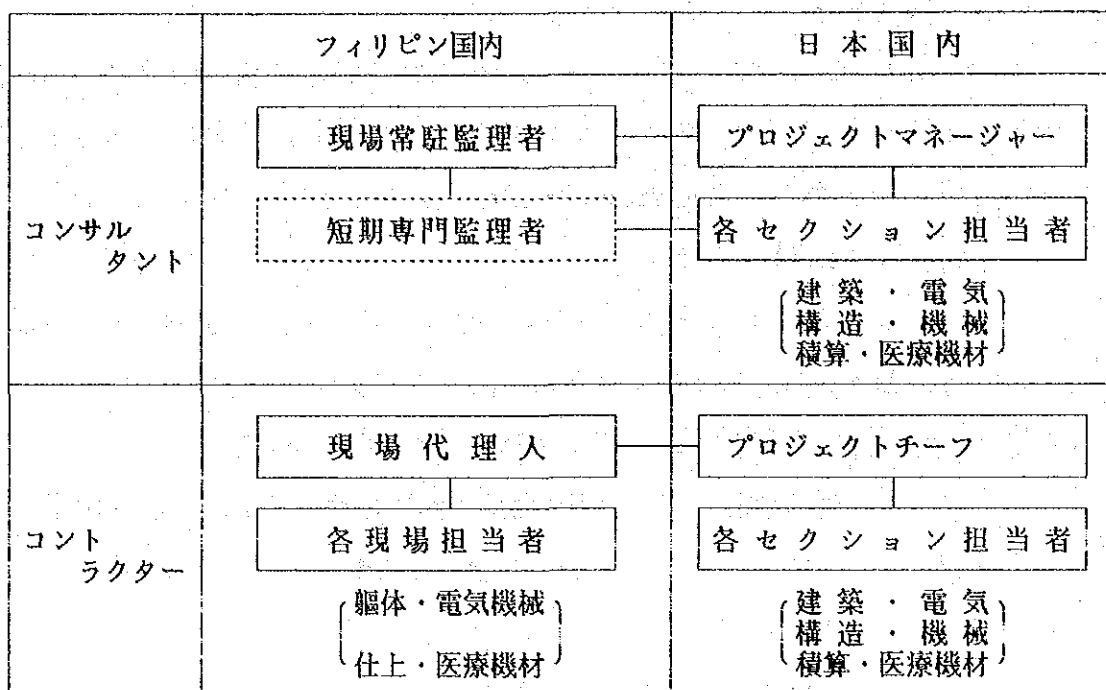 フィリピン国内
日本国内
コンサル
タント
現場常駐監理者
プロジェクトマネージャー
短期専門監理者
各セクション担当者
建築・電気
構造・機械
積算・医療機材
コント
ラクター
現場代理人
プロジェクトチーフ
各現場担当者
各セクション担当者
軀体・電気機械
仕上・医療機材
建築・電気
構造・機械
積算・医療機材